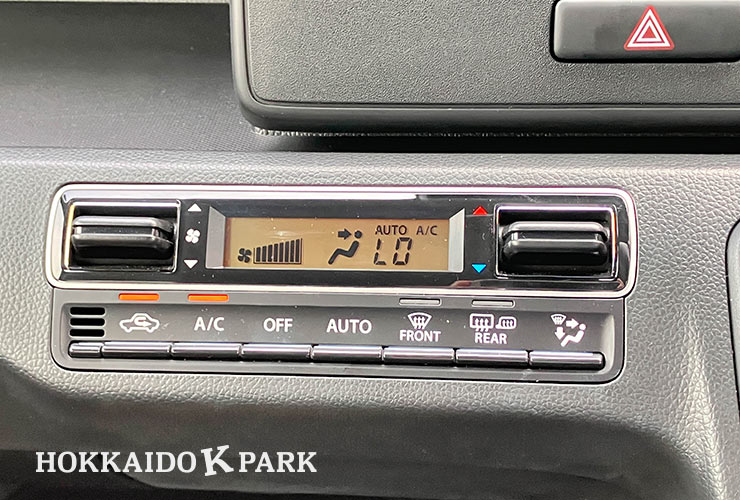 AUTO A/C
LO
A/C OFF AUTO FRONT REAR
HOKKAIDO K PARK